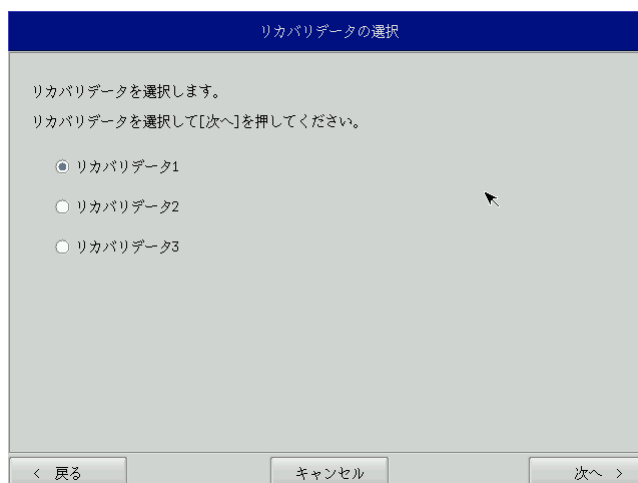 リカバリデータの選択
リカバリデータを選択します。
リカバリデータを選択して[次へ]を押してください。
リカバリデータ1
リカバリデータ2
リカバリデータ3
< 戻る
キャンセル
次へ >